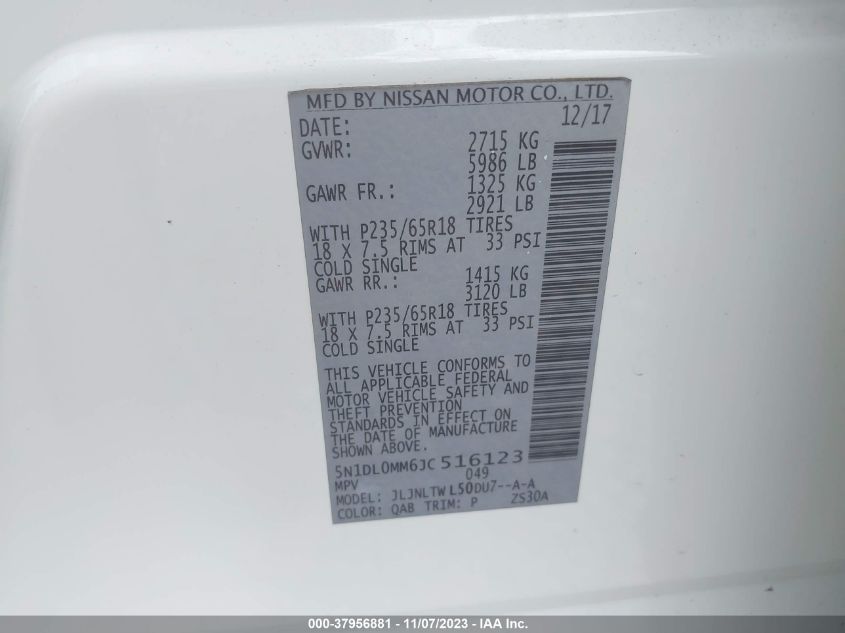 MFD BY NISSAN MOTOR CO., LTD.
DATE: 12/17
GVWR: 2715 KG
5986 LB
GAWR FR.: 1325 KG
2921 LB
WITH P235/65R18 TIRES
18 X 7.5 RIMS AT 33 PSI
COLD SINGLE
GAWR RR.: 1415 KG
3120 LB
WITH P235/65R18 TIRES
18 X 7.5 RIMS AT 33 PSI
COLD SINGLE
THIS VEHICLE CONFORMS TO
ALL APPLICABLE FEDERAL
MOTOR VEHICLE SAFETY AND
THEFT PREVENTION
STANDARDS IN EFFECT ON
THE DATE OF MANUFACTURE
SHOWN ABOVE.
5N1DL0MM6JC516123
MPV 049
MODEL: JLJNLTWL50DU7--A-A
COLOR: QAB TRIM: P ZS30A
000-37956881 - 11/07/2023 - IAA Inc.